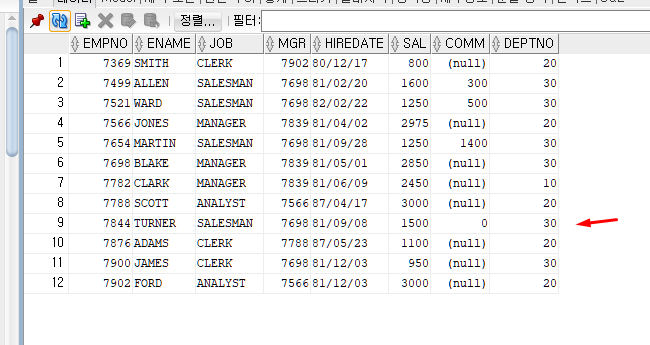 정렬... 필터:
EMPNO ENAME JOB MGR HIREDATE SAL COMM DEPTNO
1 7369 SMITH CLERK 7902 80/12/17 800 (null) 20
2 7499 ALLEN SALESMAN 7698 81/02/20 1600 300 30
3 7521 WARD SALESMAN 7698 82/02/22 1250 500 30
4 7566 JONES MANAGER 7839 81/04/02 2975 (null) 20
5 7654 MARTIN SALESMAN 7698 81/09/28 1250 1400 30
6 7698 BLAKE MANAGER 7839 81/05/01 2850 (null) 30
7 7782 CLARK MANAGER 7839 81/06/09 2450 (null) 10
8 7788 SCOTT ANALYST 7566 87/04/17 3000 (null) 20
9 7844 TURNER SALESMAN 7698 81/09/08 1500 0 30
10 7876 ADAMS CLERK 7788 87/05/23 1100 (null) 20
11 7900 JAMES CLERK 7698 81/12/03 950 (null) 30
12 7902 FORD ANALYST 7566 81/12/03 3000 (null) 20